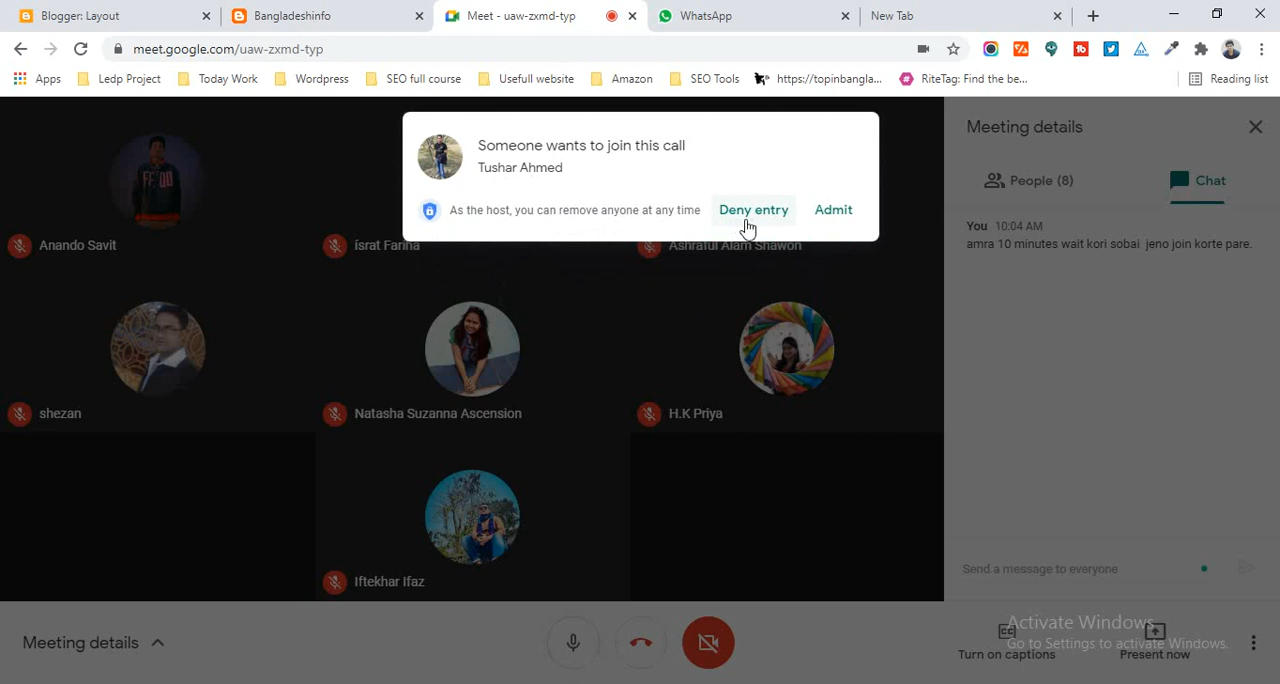 Blogger: Layout
Bangladeshinfo
Meet - uaw-zxmd-typ
WhatsApp
New Tab
meet.google.com/uaw-zxmd-typ
Apps
Ledp Project
Today Work
Wordpress
SEO full course
Usefull website
Amazon
SEO Tools
https://topinbangla...
RiteTag: Find the be...
Reading list
Someone wants to join this call
Tushar Ahmed
As the host, you can remove anyone at any time
Deny entry
Admit
Meeting details
People (8)
Chat
You 10:04 AM
amra 10 minutes wait kori sobai jeno join korte pare.
Anando Savit
ísrat Fariha
Ashraful Alam Shawon
shezan
Natasha Suzanna Ascension
H.K Priya
Iftekhar Ifaz
Send a message to everyone
Meeting details
CC
Turn on captions
Present now
Activate Windows
Go to Settings to activate Windows.